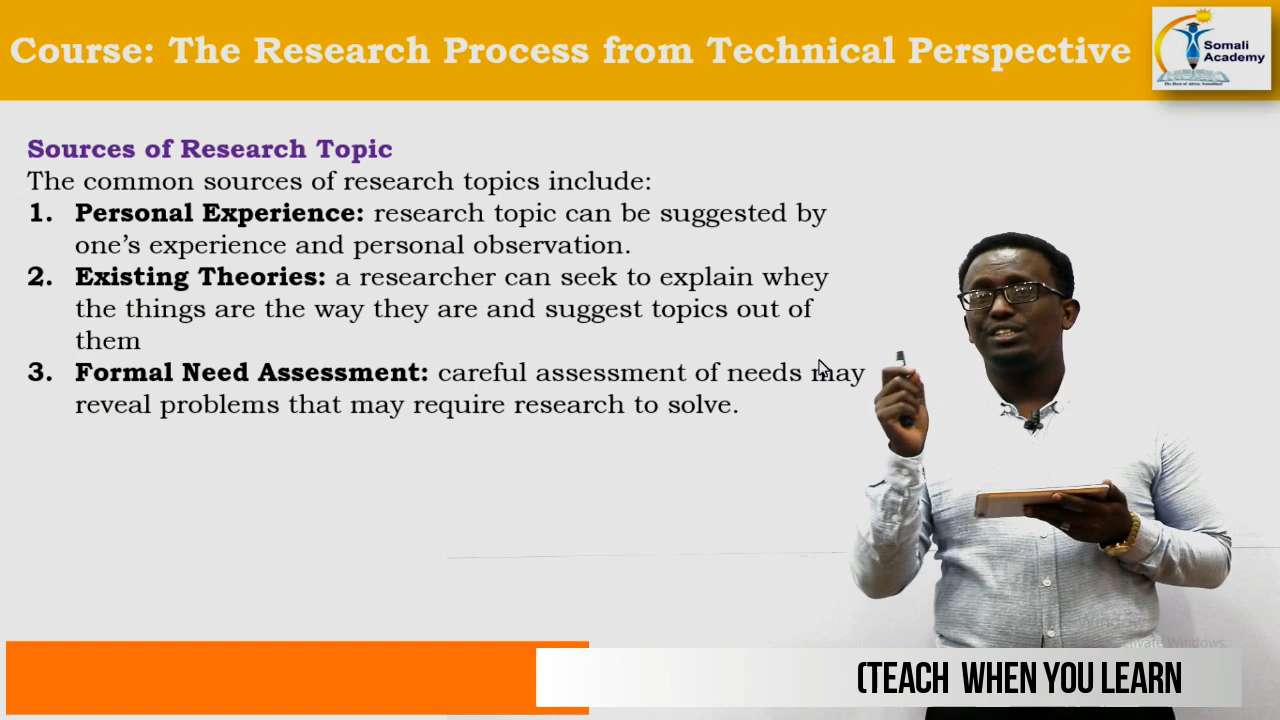 Course: The Research Process from Technical Perspective
Somali
Academy
Sources of Research Topic
The common sources of research topics include:
1. Personal Experience: research topic can be suggested by
one’s experience and personal observation.
2. Existing Theories: a researcher can seek to explain whey
the things are the way they are and suggest topics out of
them
3. Formal Need Assessment: careful assessment of needs may
reveal problems that may require research to solve.
(TEACH WHEN YOU LEARN